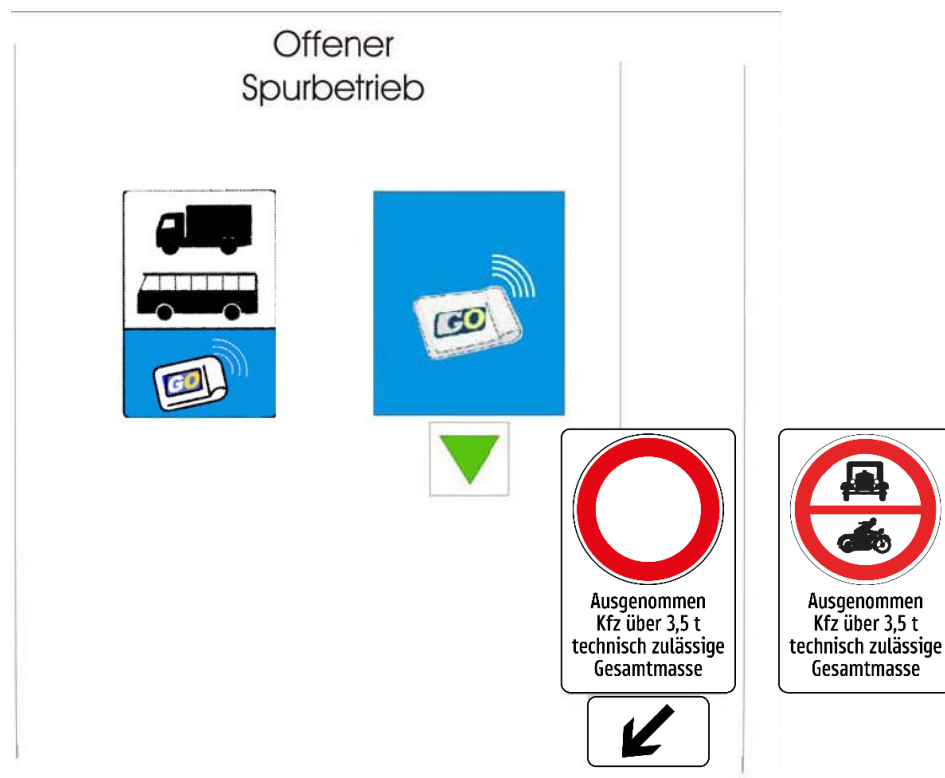 Offener
Spurbetrieb
GO
GO
Ausgenommen
Kfz über 3,5 t
technisch zulässige
Gesamtmasse
Ausgenommen
Kfz über 3,5 t
technisch zulässige
Gesamtmasse